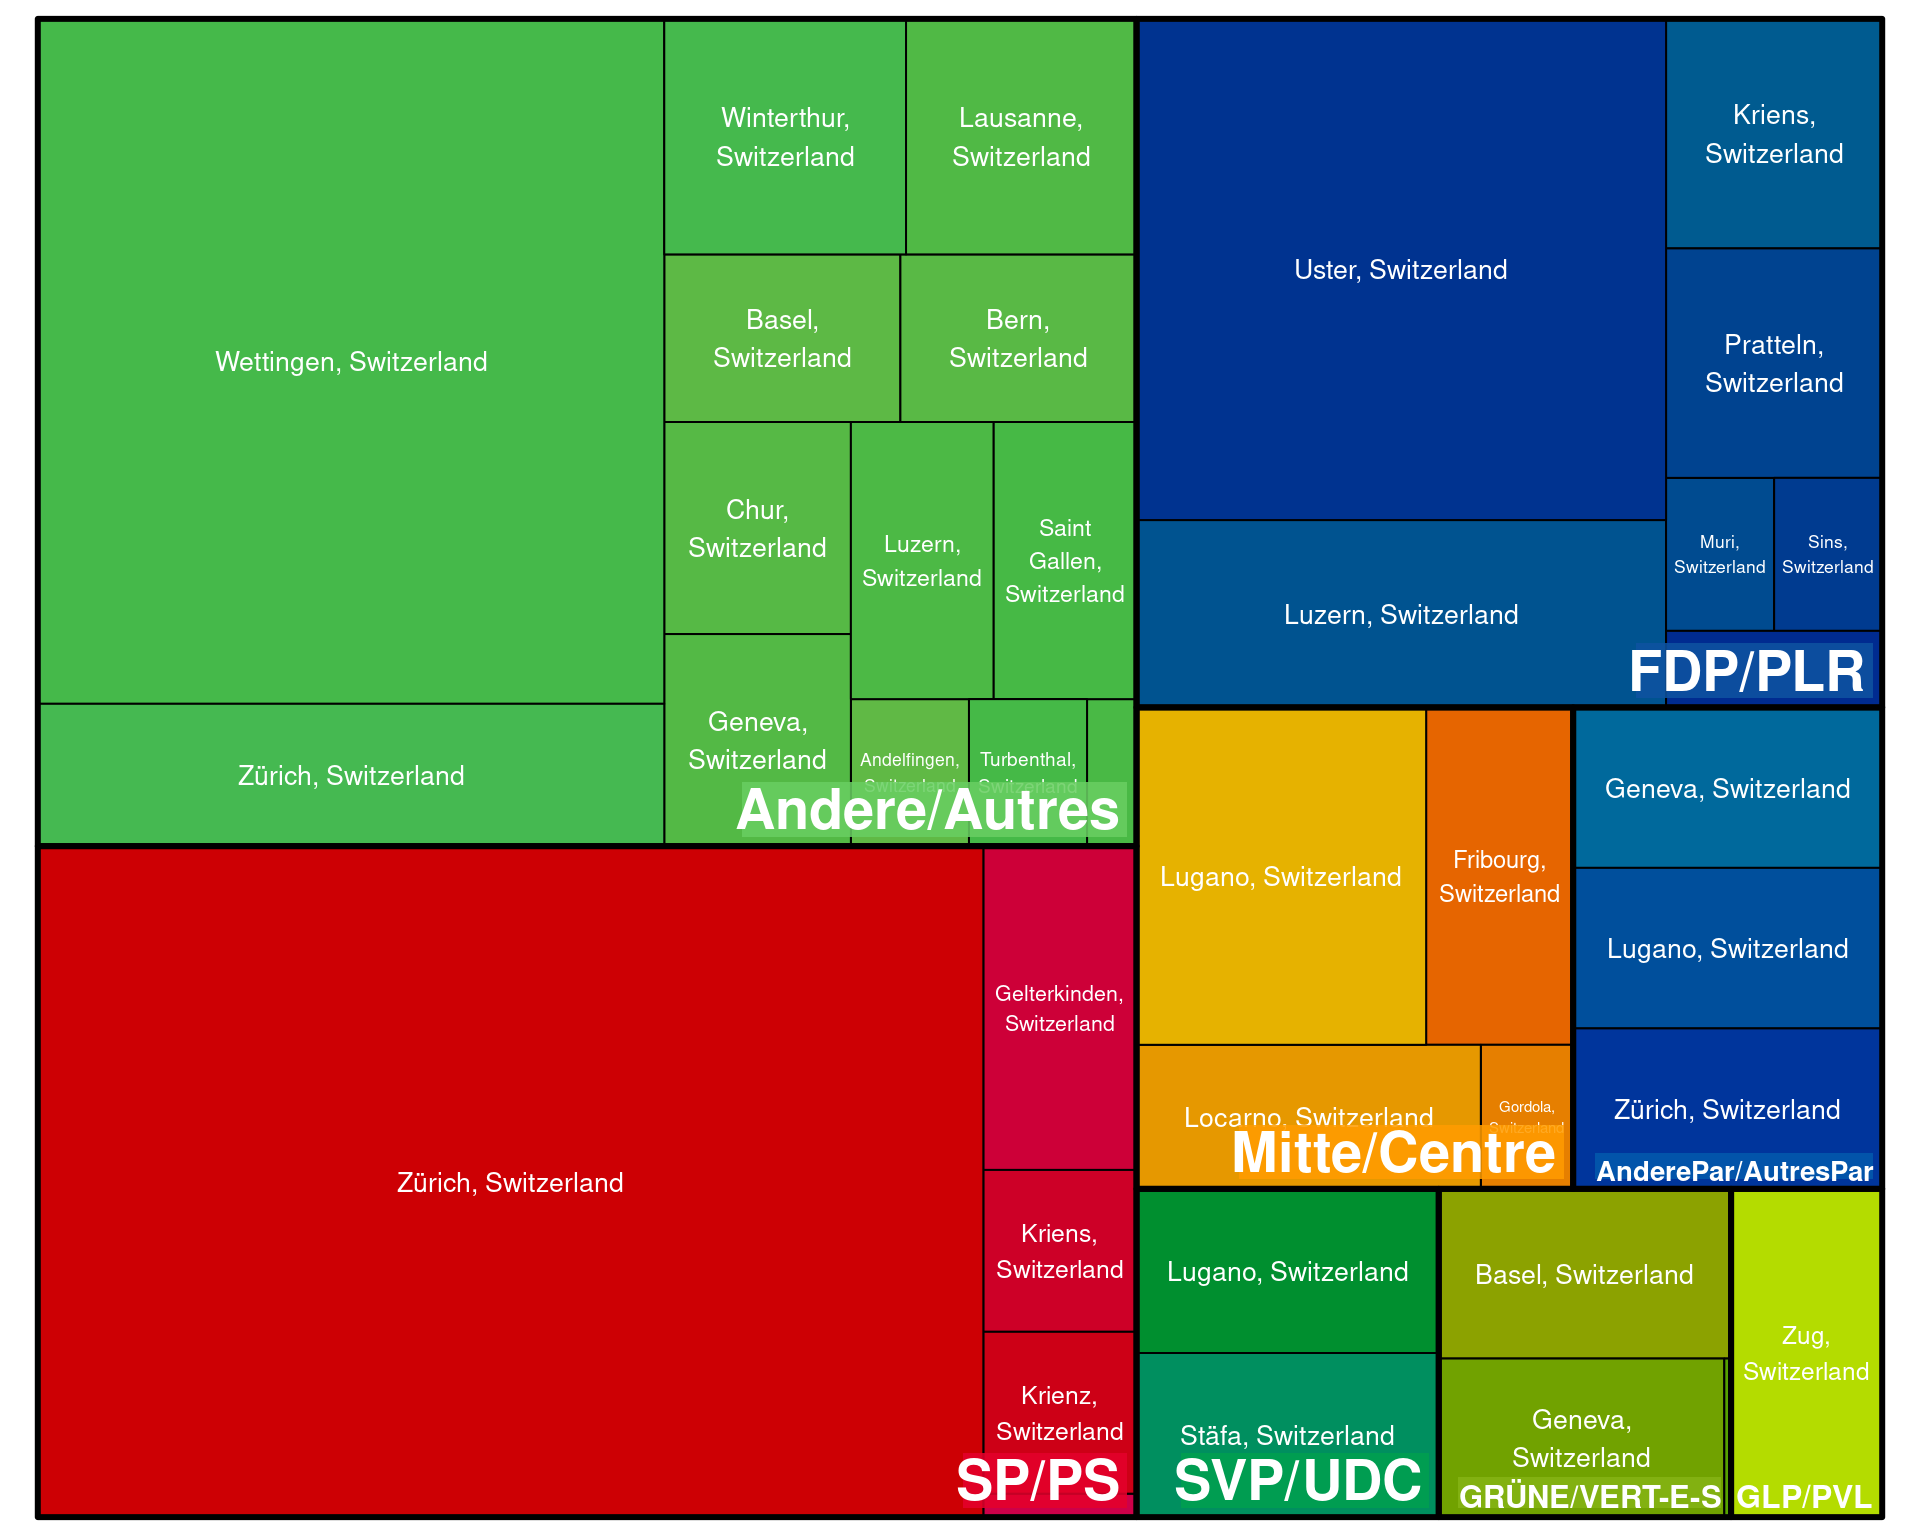 Wettingen, Switzerland
Zürich, Switzerland
Winterthur,
Switzerland
Lausanne,
Switzerland
Basel,
Switzerland
Bern,
Switzerland
Chur,
Switzerland
Luzern,
Switzerland
Saint
Gallen,
Switzerland
Geneva,
Switzerland
Andelfingen,
Switzerland
Turbenthal,
Switzerland
Andere/Autres
Uster, Switzerland
Kriens,
Switzerland
Pratteln,
Switzerland
Muri,
Switzerland
Sins,
Switzerland
Luzern, Switzerland
FDP/PLR
Zürich, Switzerland
Gelterkinden,
Switzerland
Kriens,
Switzerland
Krienz,
Switzerland
SP/PS
Lugano, Switzerland
Fribourg,
Switzerland
Locarno, Switzerland
Gordola,
Switzerland
Mitte/Centre
Geneva, Switzerland
Lugano, Switzerland
Zürich, Switzerland
AnderePar/AutresPar
Lugano, Switzerland
Stäfa, Switzerland
SVP/UDC
Basel, Switzerland
Geneva,
Switzerland
GRÜNE/VERT-E-S
Zug,
Switzerland
GLP/PVL